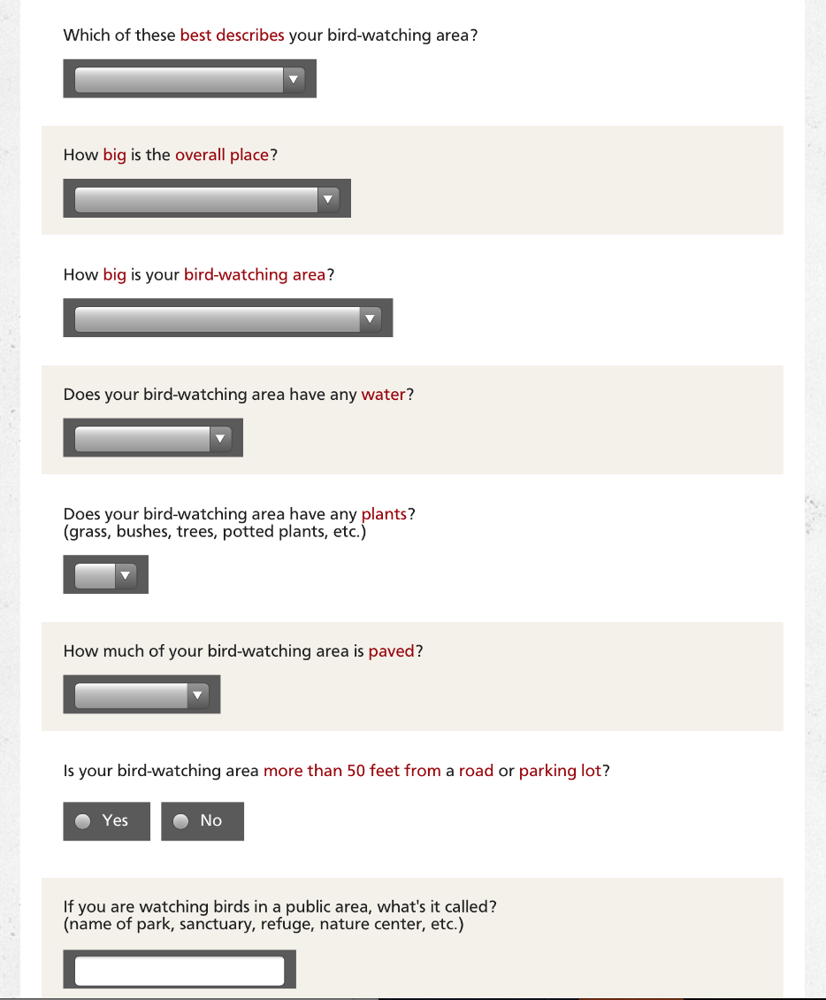 Which of these best describes your bird-watching area?
How big is the overall place?
How big is your bird-watching area?
Does your bird-watching area have any water?
Does your bird-watching area have any plants?
(grass, bushes, trees, potted plants, etc.)
How much of your bird-watching area is paved?
Is your bird-watching area more than 50 feet from a road or parking lot?
Yes No
If you are watching birds in a public area, what's it called?
(name of park, sanctuary, refuge, nature center, etc.)